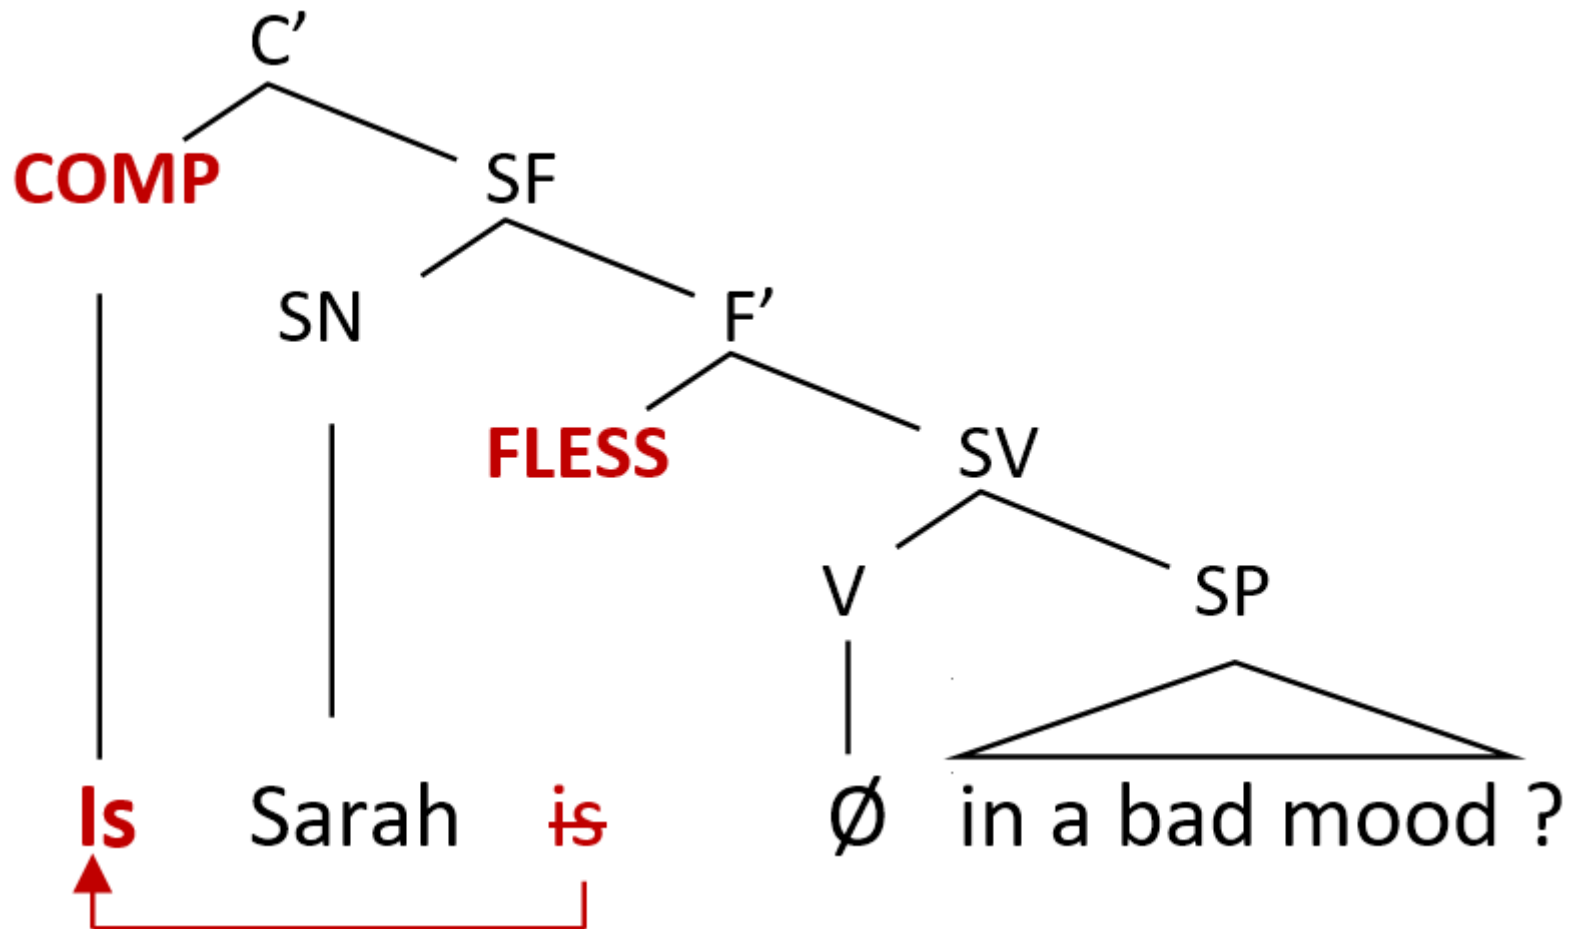 C’
COMP SF
SN F’
FLESS SV
V SP
Is Sarah is Ø in a bad mood ?